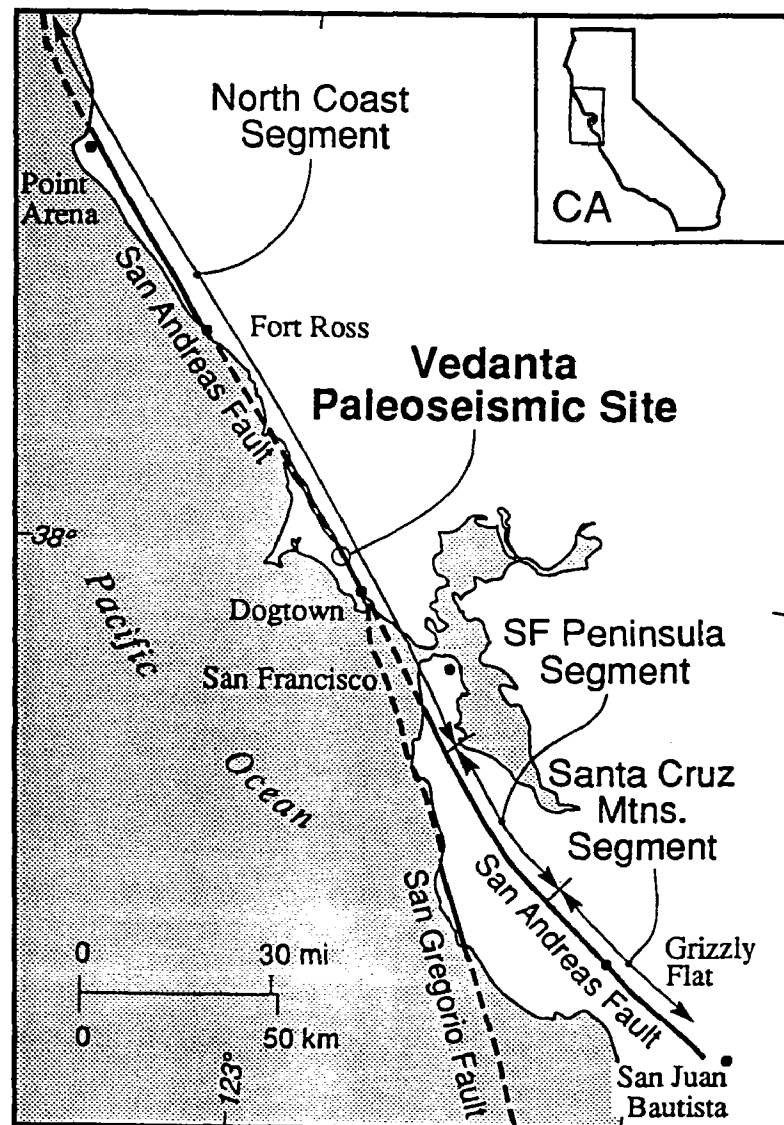 North Coast
Segment
CA
Point
Arena
San Andreas Fault
Fort Ross
Vedanta
Paleoseismic Site
38°
Pacific
Ocean
Dogtown
San Francisco
SF Peninsula
Segment
Santa Cruz
Mtns.
Segment
San Andreas Fault
San Gregorio Fault
Grizzly
Flat
0 30 mi
0 50 km
123°
San Juan
Bautista